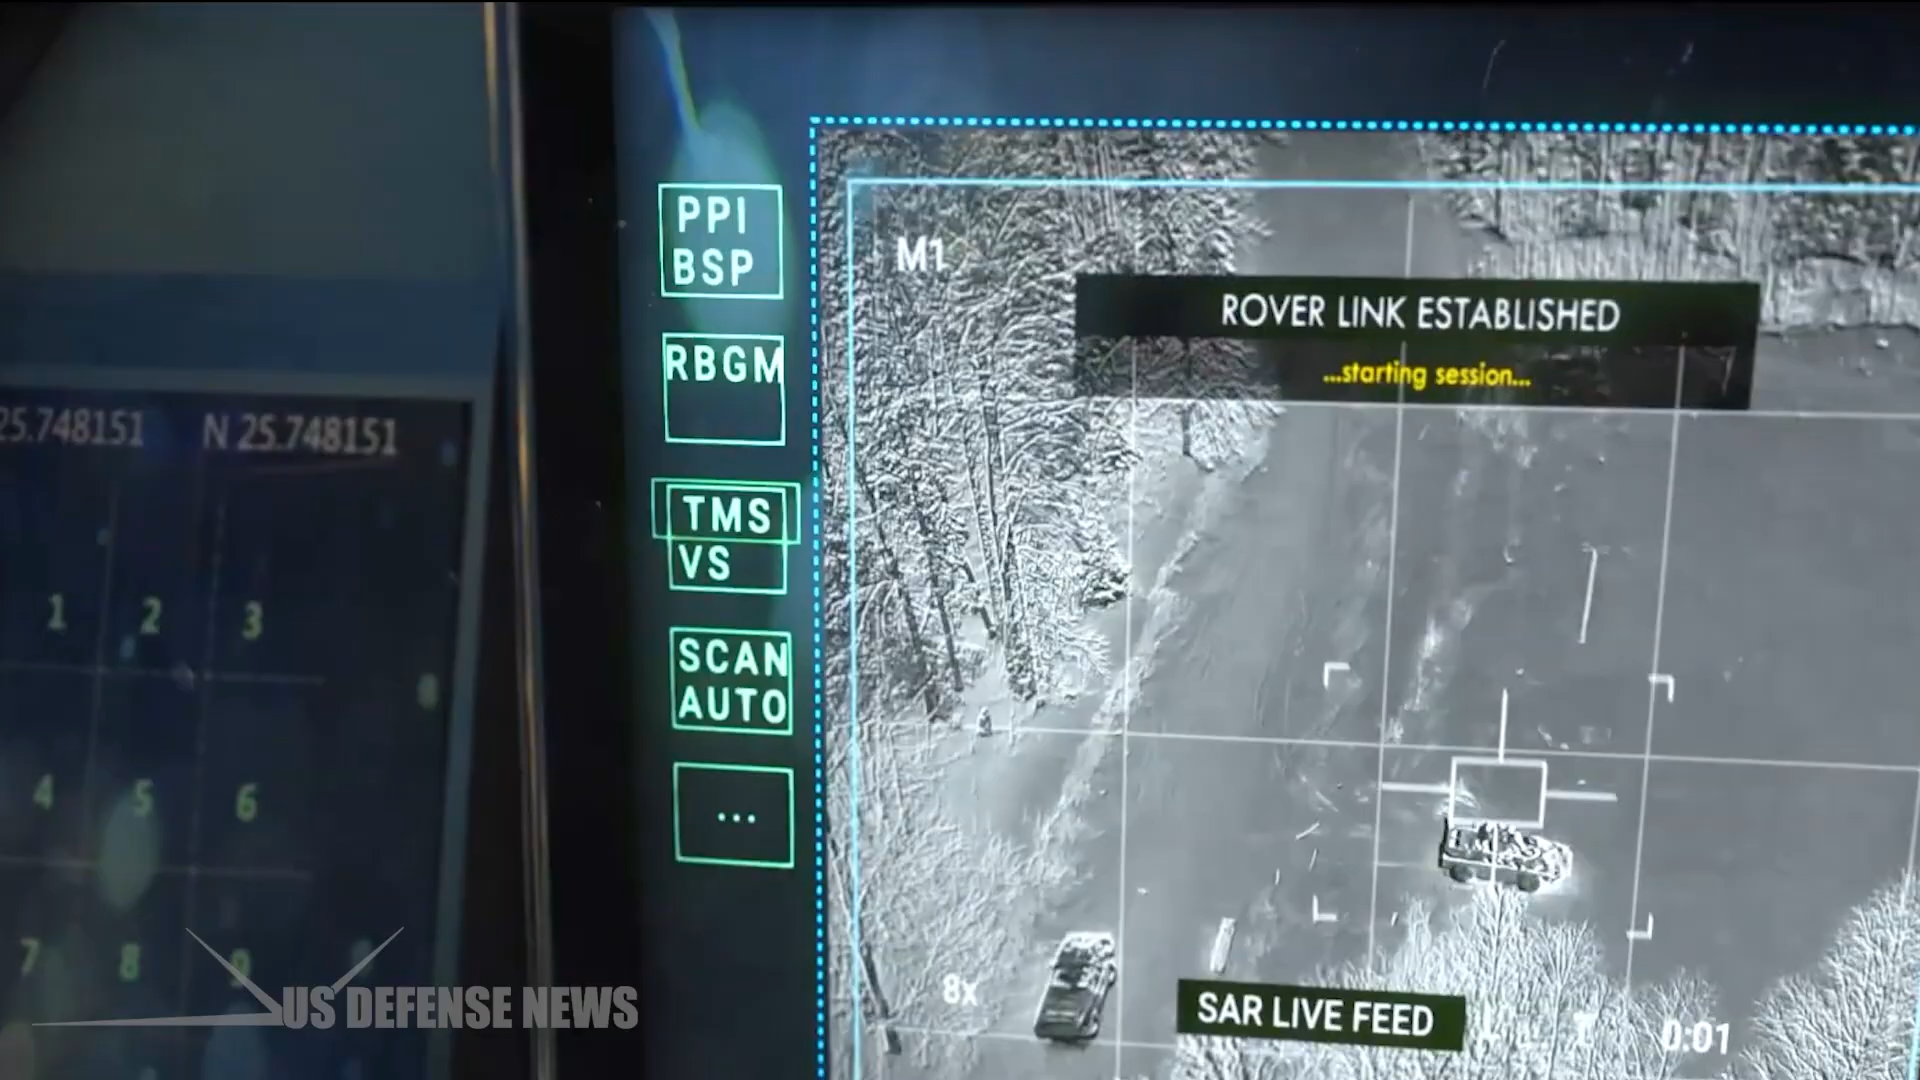 PPI
BSP
RBGM
TMS
VS
SCAN
AUTO
...
M1
ROVER LINK ESTABLISHED
...starting session...
25.748151 N 25.748151
1 2 3
4 5 6
7 8 9
8x
SAR LIVE FEED
0:01
US DEFENSE NEWS